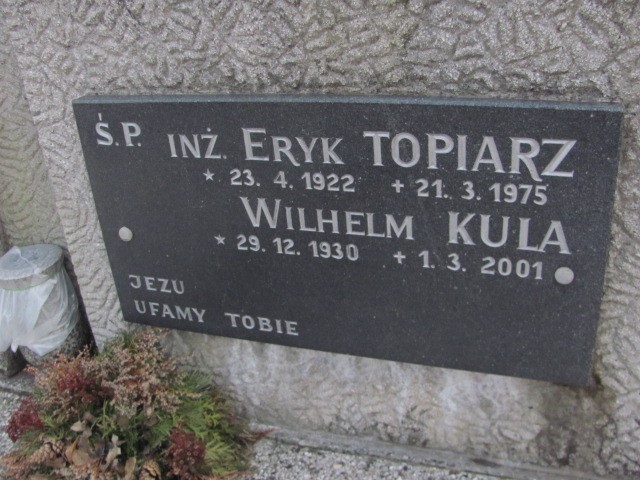 Ś.P. INŻ. ERYK TOPIARZ
* 23. 4. 1922 + 21. 3. 1975
WILHELM KULA
* 29. 12. 1930 + 1. 3. 2001
JEZU
UFAMY TOBIE